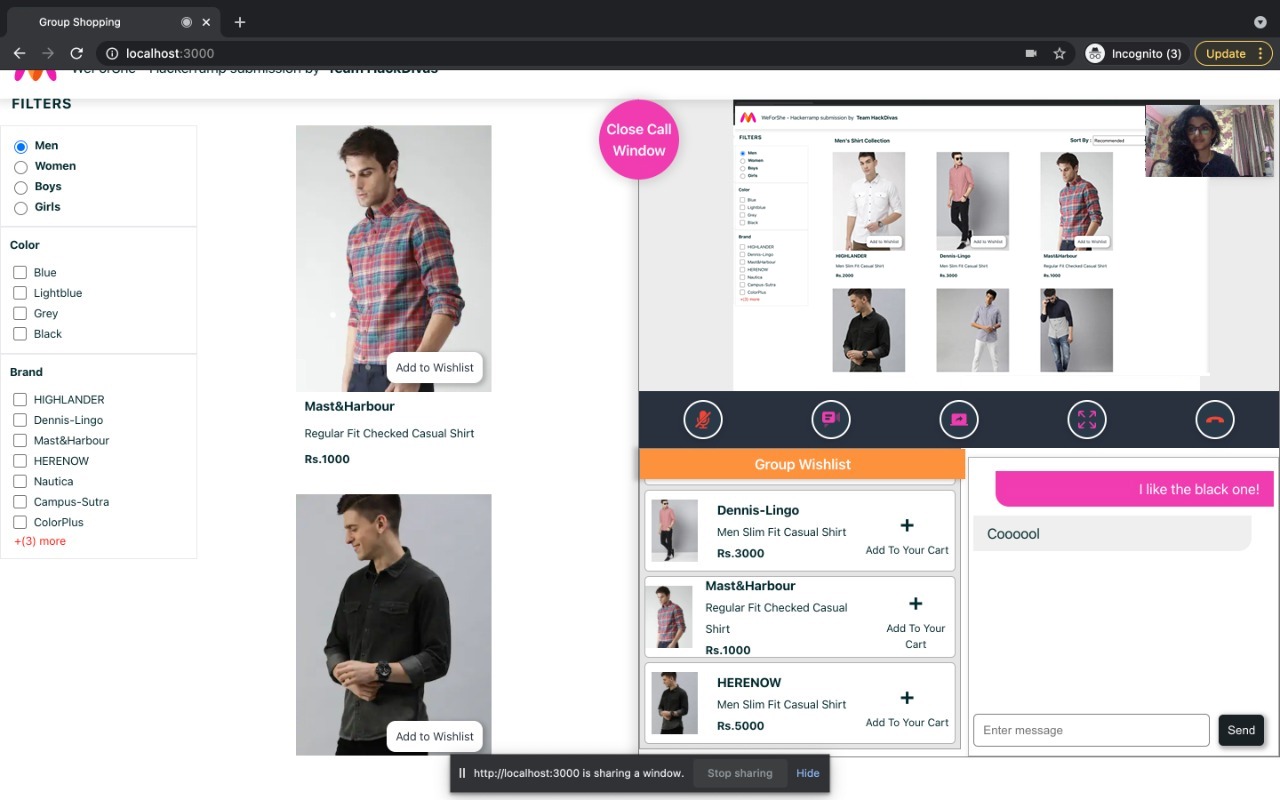 Group Shopping
localhost:3000
Incognito (3)
Update
WeForShe - Hackerramp submission by Team HackDivas
FILTERS
Men
Women
Boys
Girls
Color
Blue
Lightblue
Grey
Black
Brand
HIGHLANDER
Dennis-Lingo
Mast&Harbour
HERENOW
Nautica
Campus-Sutra
ColorPlus
+(3) more
Add to Wishlist
Mast&Harbour
Regular Fit Checked Casual Shirt
Rs.1000
Add to Wishlist
Close Call
Window
WeForShe - Hackerramp submission by Team HackDivas
FILTERS
Men
Women
Boys
Girls
Color
Blue
Lightblue
Grey
Black
Brand
HIGHLANDER
Dennis-Lingo
Mast&Harbour
HERENOW
Nautica
Campus-Sutra
ColorPlus
+(3) more
Men's Shirt Collection
Sort By : Recommended
Add to Wishlist
Add to Wishlist
Add to Wishlist
HIGHLANDER
Men Slim Fit Casual Shirt
Rs.2000
Dennis-Lingo
Men Slim Fit Casual Shirt
Rs.3000
Mast&Harbour
Regular Fit Checked Casual Shirt
Rs.1000
Group Wishlist
Dennis-Lingo
Men Slim Fit Casual Shirt
Rs.3000
+
Add To Your Cart
Mast&Harbour
Regular Fit Checked Casual
Shirt
Rs.1000
+
Add To Your
Cart
HERENOW
Men Slim Fit Casual Shirt
Rs.5000
+
Add To Your Cart
I like the black one!
Coooool
Enter message
Send
http://localhost:3000 is sharing a window.
Stop sharing
Hide